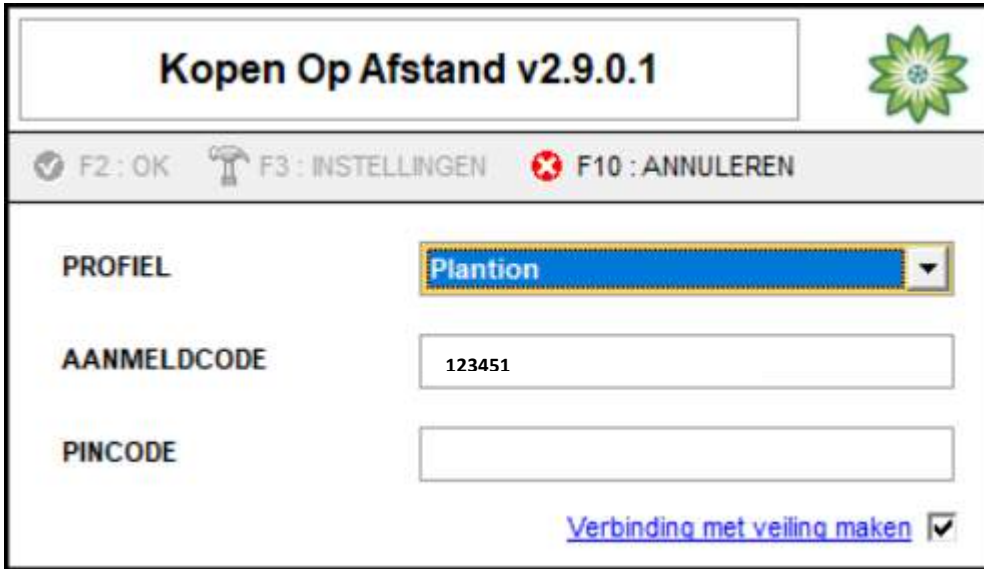 Kopen Op Afstand v2.9.0.1
F2 : OK F3 : INSTELLINGEN F10 : ANNULEREN
PROFIEL Plantion
AANMELDCODE 123451
PINCODE
Verbinding met veiling maken